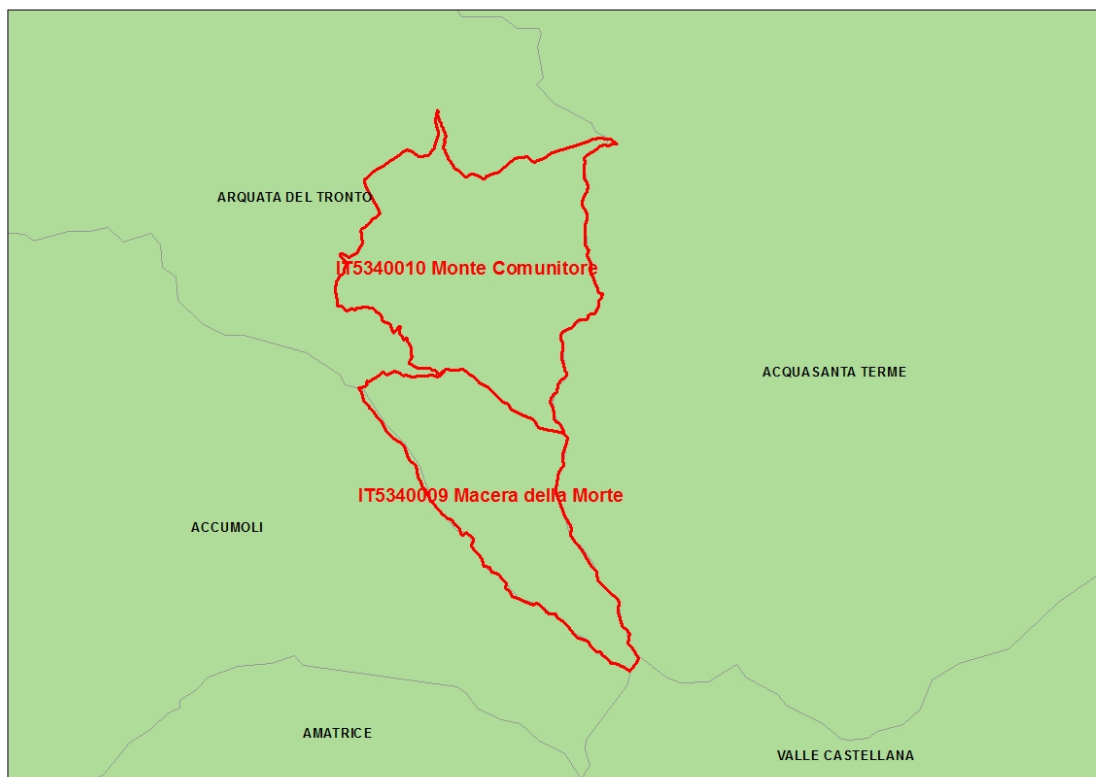 ARQUATA DEL TRONTO
IT5340010 Monte Comunitore
ACQUASANTA TERME
IT5340009 Macera della Morte
ACCUMOLI
AMATRICE
VALLE CASTELLANA